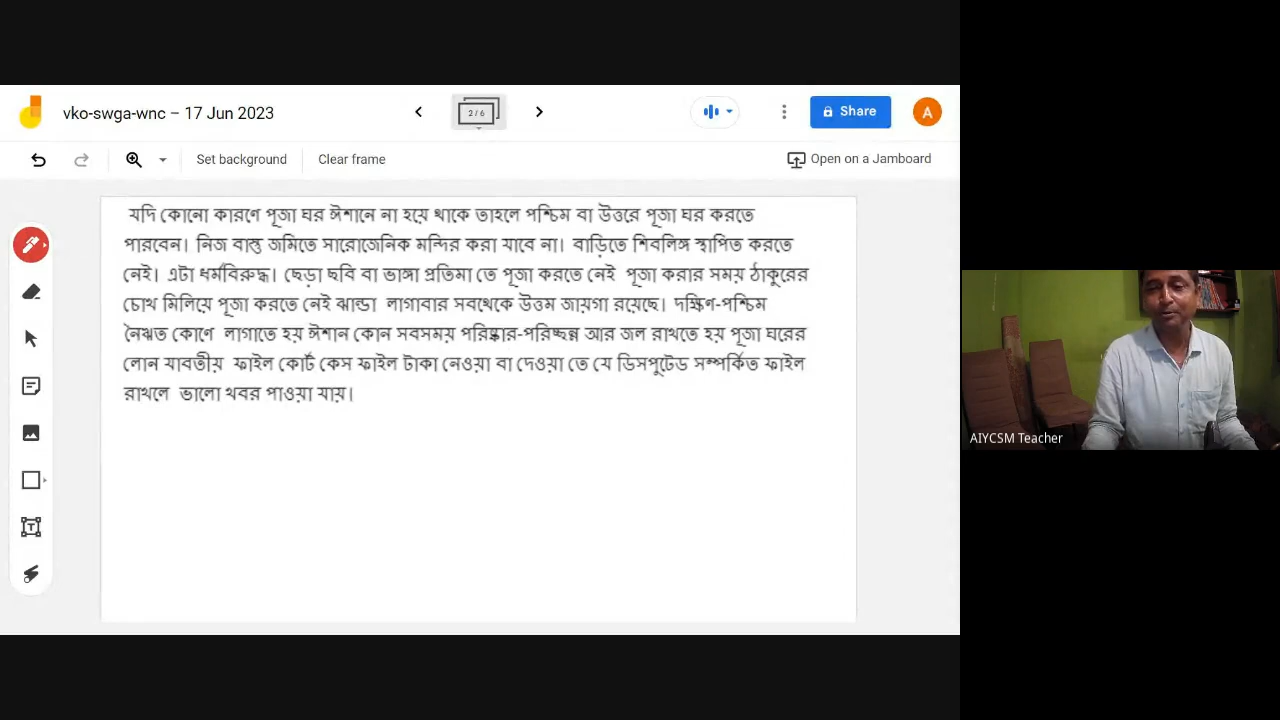 vko-swga-wnc – 17 Jun 2023
2/6
Share
A
Set background
Clear frame
Open on a Jamboard
যদি কোনো কারণে পূজা ঘর ঈশানে না হয়ে থাকে তাহলে পশ্চিম বা উত্তরে পূজা ঘর করতে
পারবেন। নিজ বাস্তু জমিতে সারোজেনিক মন্দির করা যাবে না। বাড়িতে শিবলিঙ্গ স্থাপিত করতে
নেই। এটা ধর্মবিরুদ্ধ। ছেড়া ছবি বা ভাঙ্গা প্রতিমা তে পূজা করতে নেই পূজা করার সময় ঠাকুরের
চোখ মিলিয়ে পূজা করতে নেই ঝান্ডা লাগাবার সবথেকে উত্তম জায়গা রয়েছে। দক্ষিণ-পশ্চিম
নৈঋত কোণে লাগাতে হয় ঈশান কোন সবসময় পরিষ্কার-পরিচ্ছন্ন আর জল রাখতে হয় পূজা ঘরের
লোন যাবতীয় ফাইল কোর্ট কেস ফাইল টাকা নেওয়া বা দেওয়া তে যে ডিসপুটেড সম্পর্কিত ফাইল
রাখলে ভালো খবর পাওয়া যায়।
AIYCSM Teacher